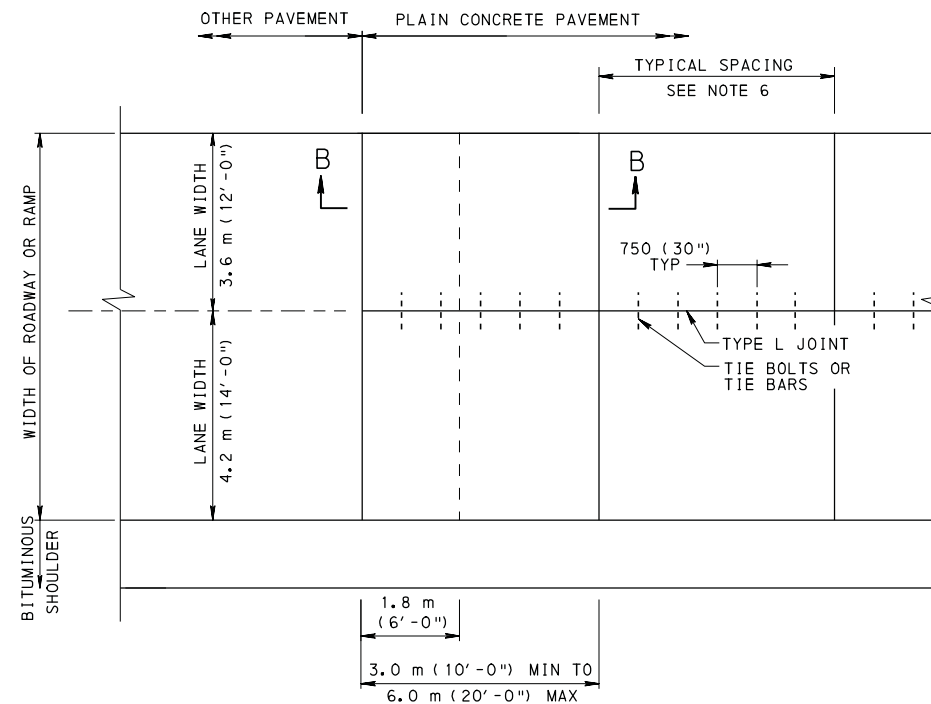 OTHER PAVEMENT
PLAIN CONCRETE PAVEMENT
TYPICAL SPACING
SEE NOTE 6
B
B
WIDTH OF ROADWAY OR RAMP
LANE WIDTH
3.6 m (12'-0")
750 (30")
TYP
TYPE L JOINT
TIE BOLTS OR
TIE BARS
LANE WIDTH
4.2 m (14'-0")
BITUMINOUS
SHOULDER
1.8 m
(6'-0")
3.0 m (10'-0") MIN TO
6.0 m (20'-0") MAX